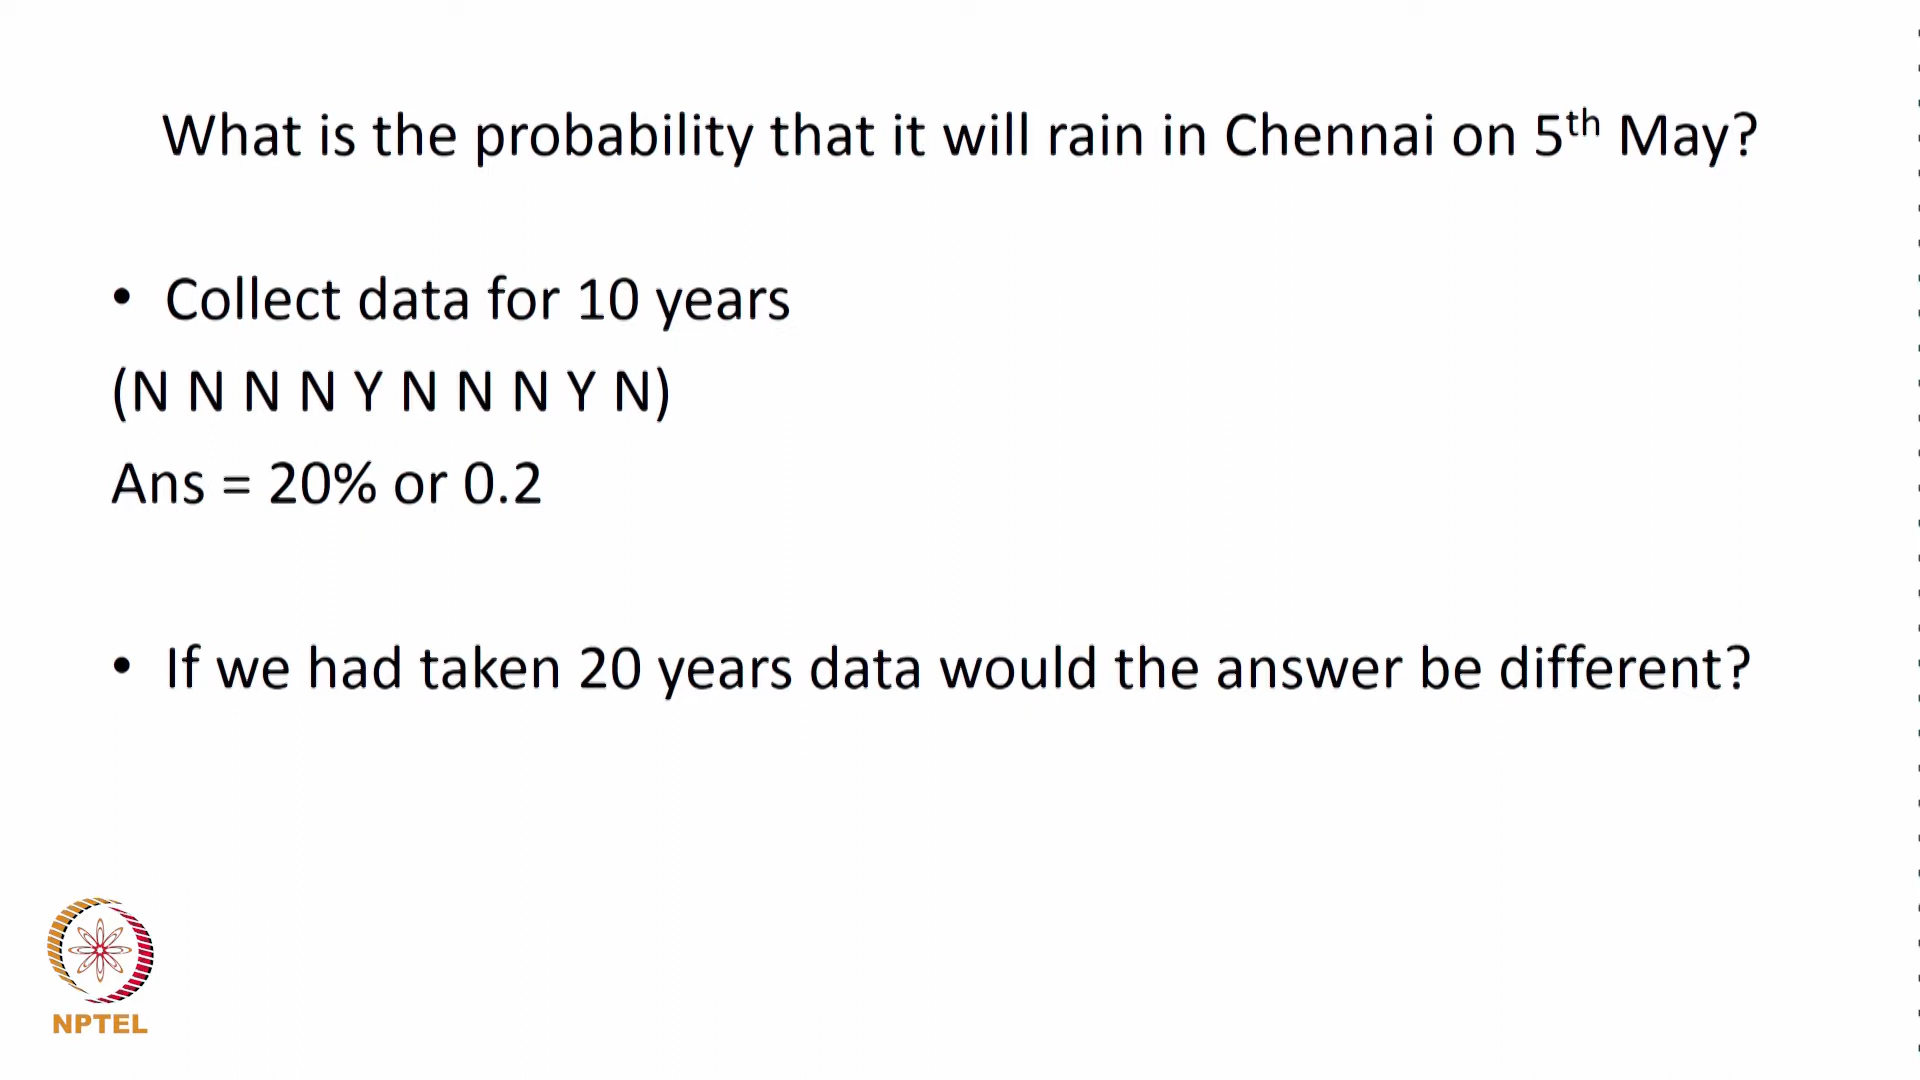 What is the probability that it will rain in Chennai on 5th May?
• Collect data for 10 years
(N N N N Y N N N Y N)
Ans = 20% or 0.2
• If we had taken 20 years data would the answer be different?
NPTEL